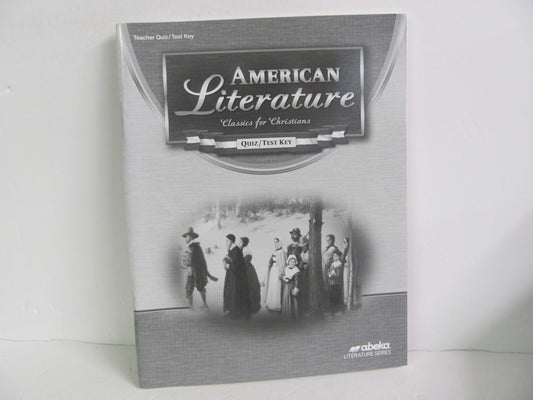 Teacher Quiz/Test Key
AMERICAN
Literature
Classics for Christians
QUIZ/TEST KEY
abeka
LITERATURE SERIES